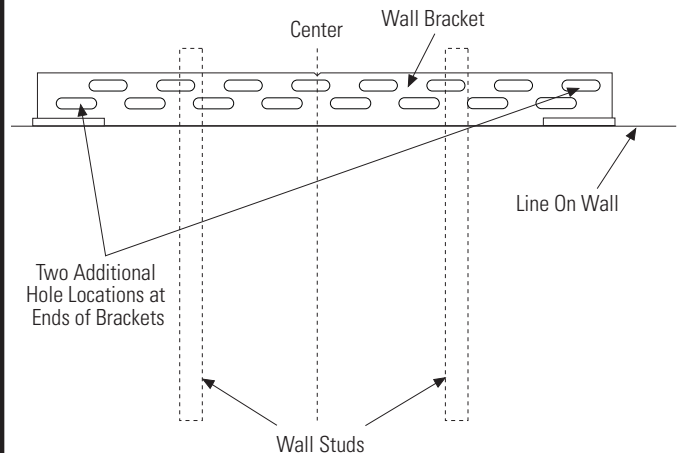 Wall Bracket
Center
Line On Wall
Two Additional
Hole Locations at
Ends of Brackets
Wall Studs